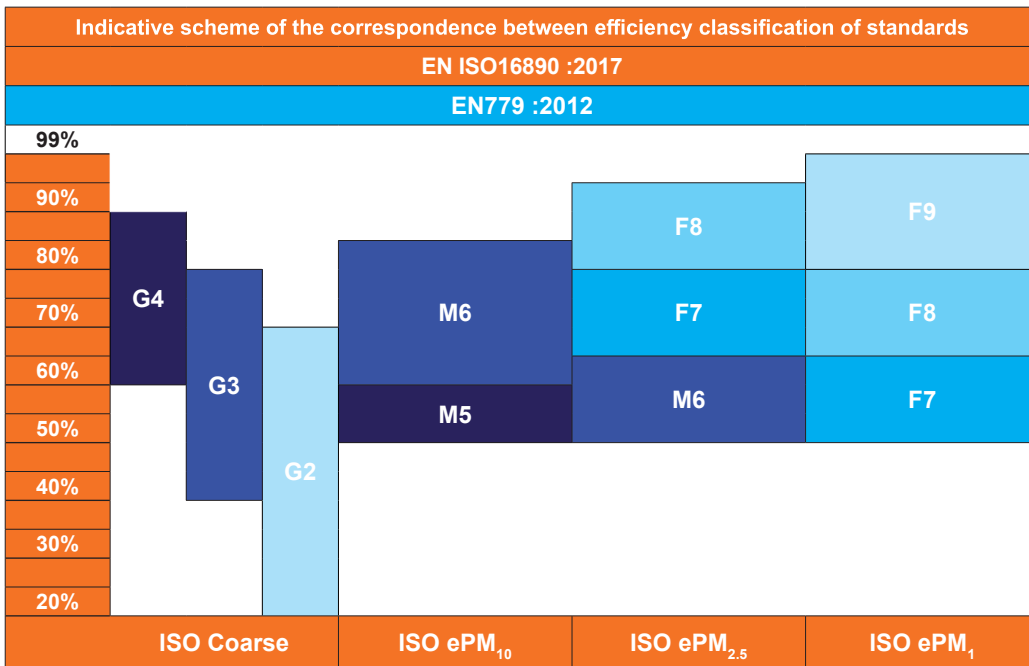 Indicative scheme of the correspondence between efficiency classification of standards
EN ISO16890 :2017
EN779 :2012
99%
90%
80%
70%
60%
50%
40%
30%
20%
G4
G3
G2
M6
M5
F8
F7
M6
F9
F8
F7
ISO Coarse
ISO ePM10
ISO ePM2.5
ISO ePM1